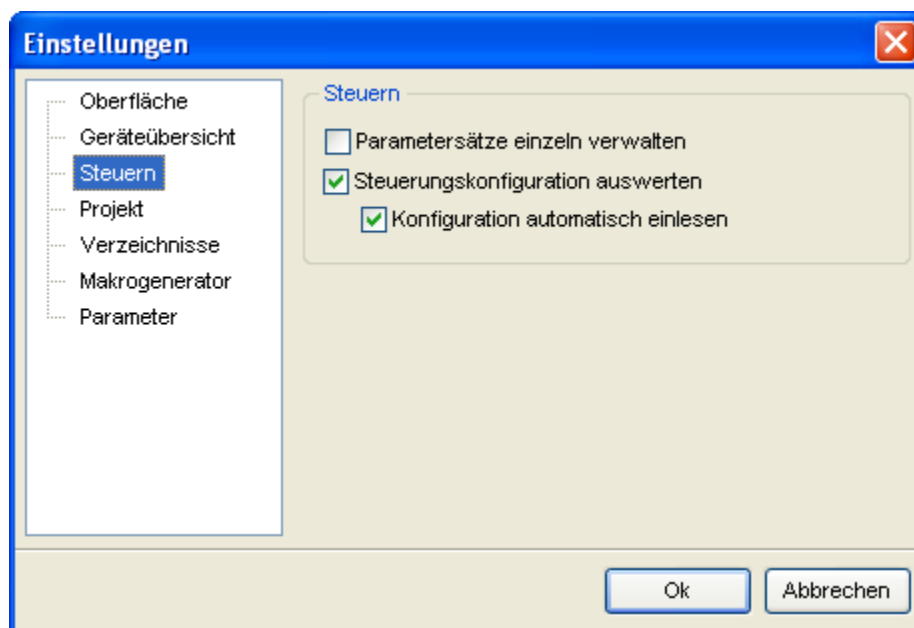 Einstellungen
Oberfläche
Geräteübersicht
Steuern
Projekt
Verzeichnisse
Makrogenerator
Parameter
Steuern
Parametersätze einzeln verwalten
Steuerungskonfiguration auswerten
Konfiguration automatisch einlesen
Ok
Abbrechen